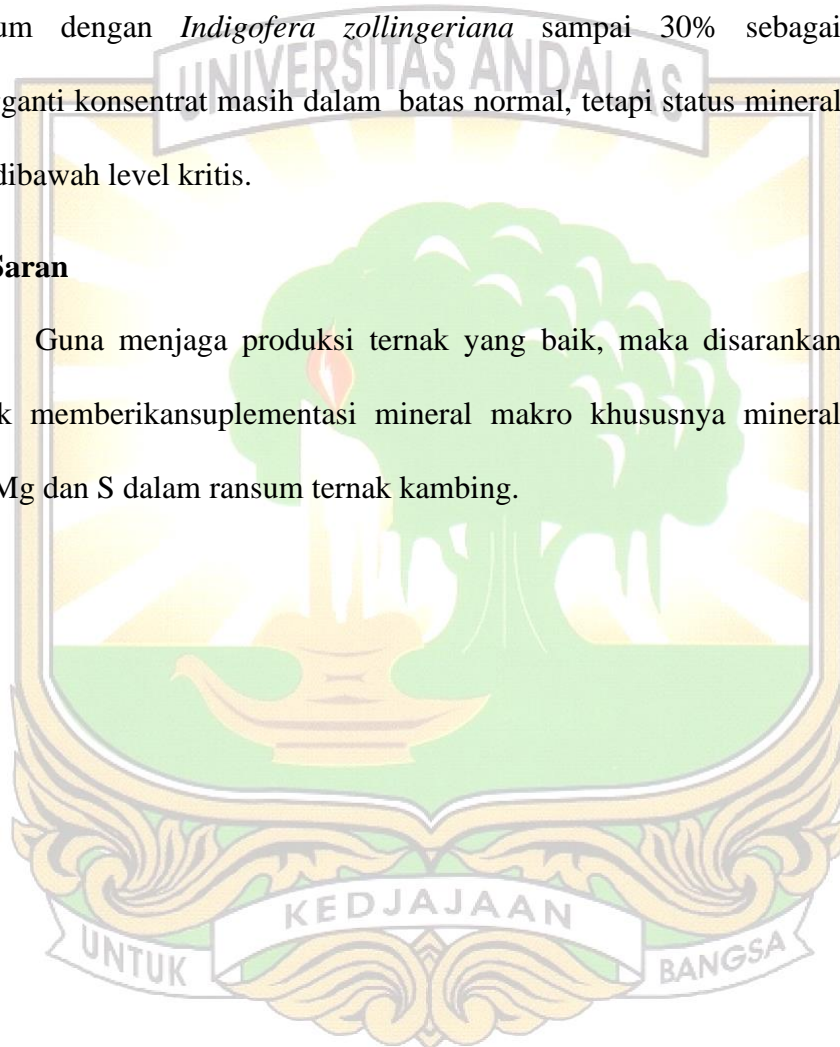 um dengan Indigofera zollingeriana sampai 30% sebagai
ganti konsentrat masih dalam batas normal, tetapi status mineral
dibawah level kritis.
Saran
Guna menjaga produksi ternak yang baik, maka disarankan
k memberikansuplementasi mineral makro khususnya mineral
Mg dan S dalam ransum ternak kambing.
UNIVERSITAS ANDALAS
UNTUK KEDJAJAAN BANGSA